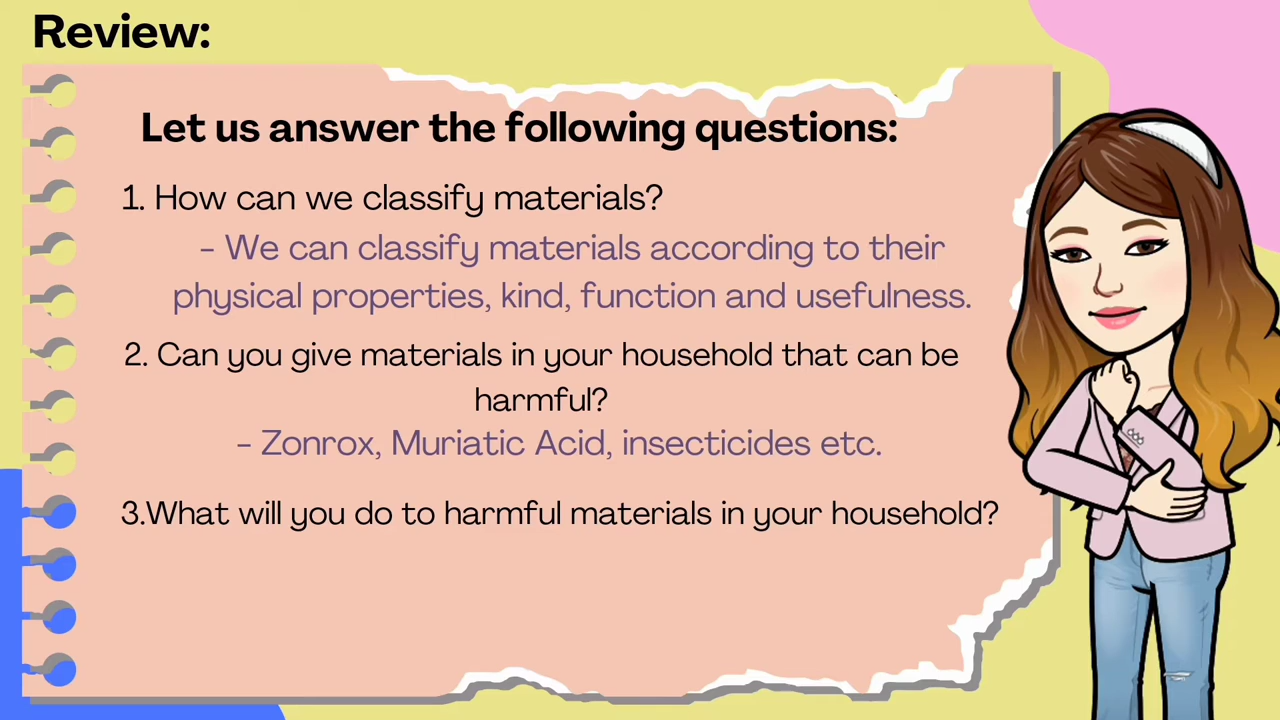 Review:
Let us answer the following questions:
1. How can we classify materials?
- We can classify materials according to their
physical properties, kind, function and usefulness.
2. Can you give materials in your household that can be
harmful?
- Zonrox, Muriatic Acid, insecticides etc.
3.What will you do to harmful materials in your household?